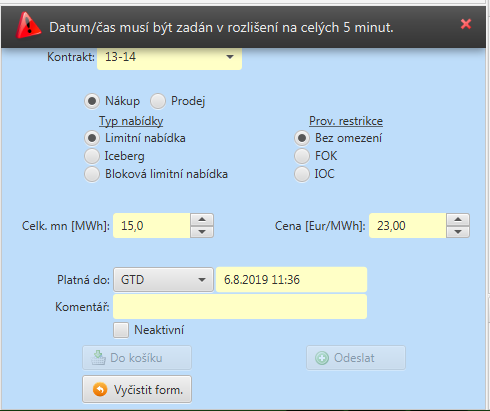 Datum/čas musí být zadán v rozlišení na celých 5 minut.
Kontrakt: 13-14
Nákup Prodej
Typ nabídky Prov. restrikce
Limitní nabídka Bez omezení
Iceberg FOK
Bloková limitní nabídka IOC
Celk. mn [MWh]: 15,0 Cena [Eur/MWh]: 23,00
Platná do: GTD 6.8.2019 11:36
Komentář:
Neaktivní
Do košíku Odeslat
Vyčistit form.